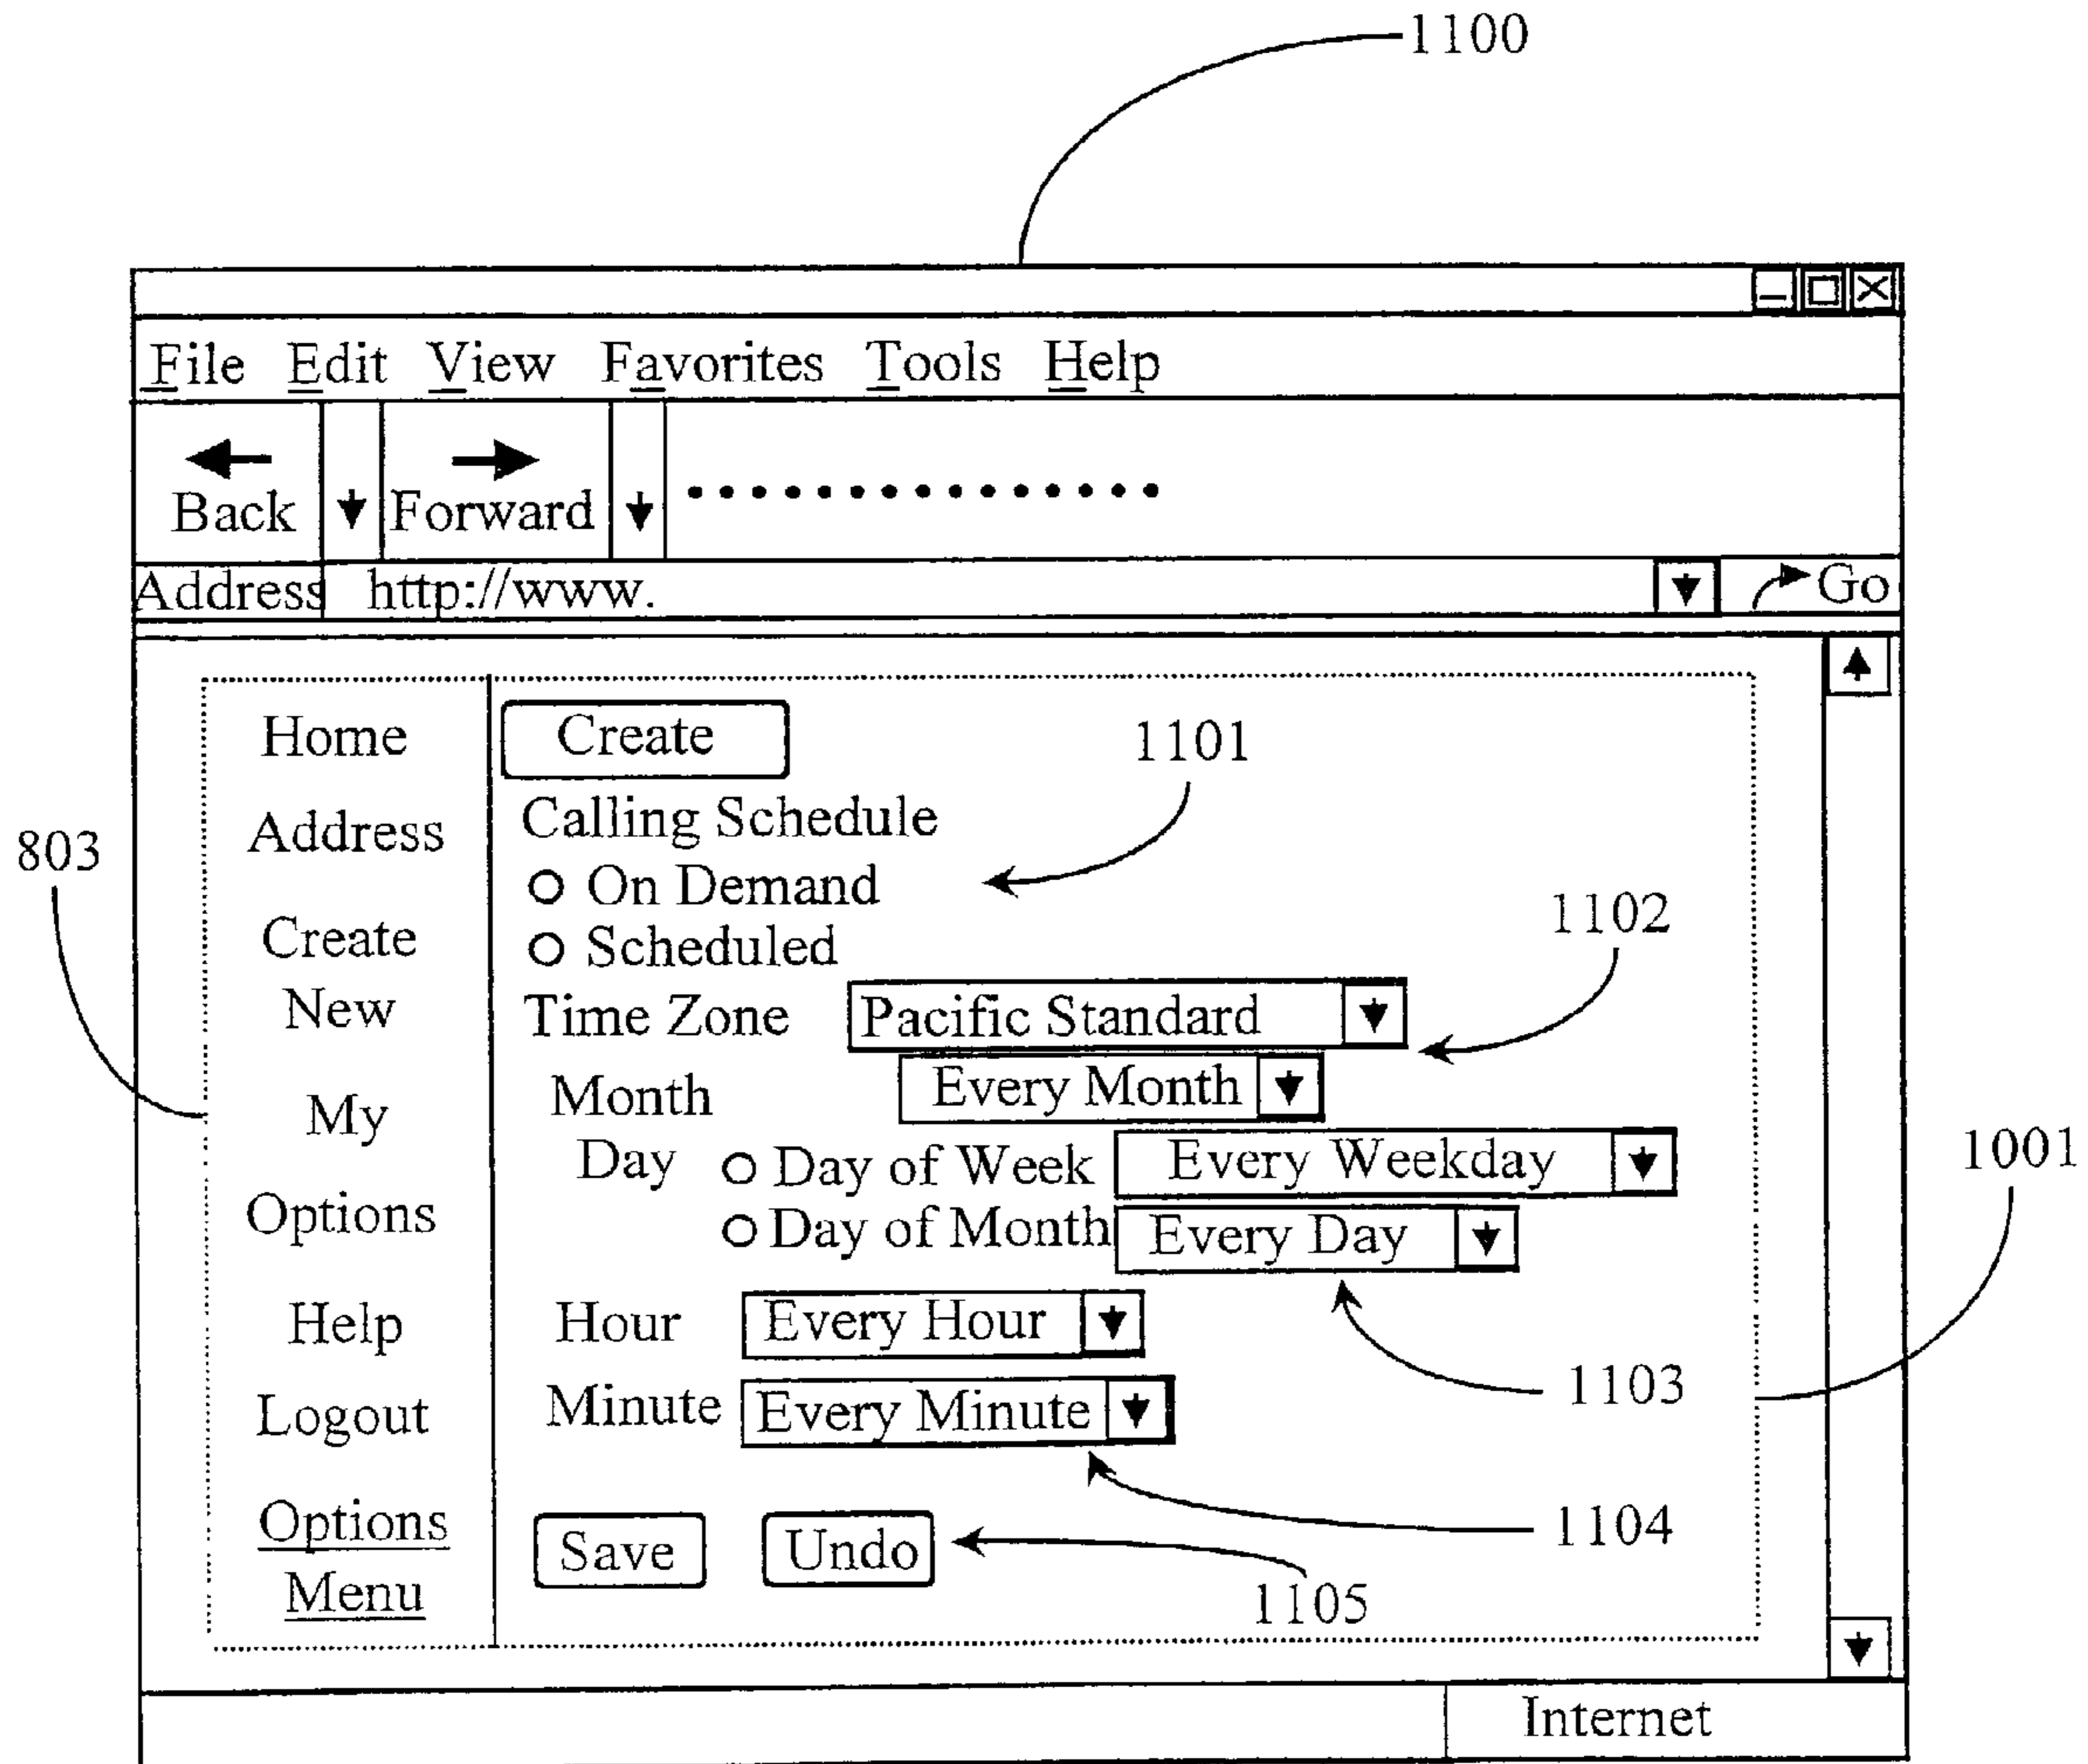 1100
File Edit View Favorites Tools Help
Back Forward
Address http://www. Go
803
Home
Address
Create
New
My
Options
Help
Logout
Options
Menu
Create
1101
Calling Schedule
On Demand
Scheduled
1102
Time Zone Pacific Standard
Month Every Month
Day Day of Week Every Weekday
Day of Month Every Day
1001
Hour Every Hour
1103
Minute Every Minute
1104
Save Undo
1105
Internet